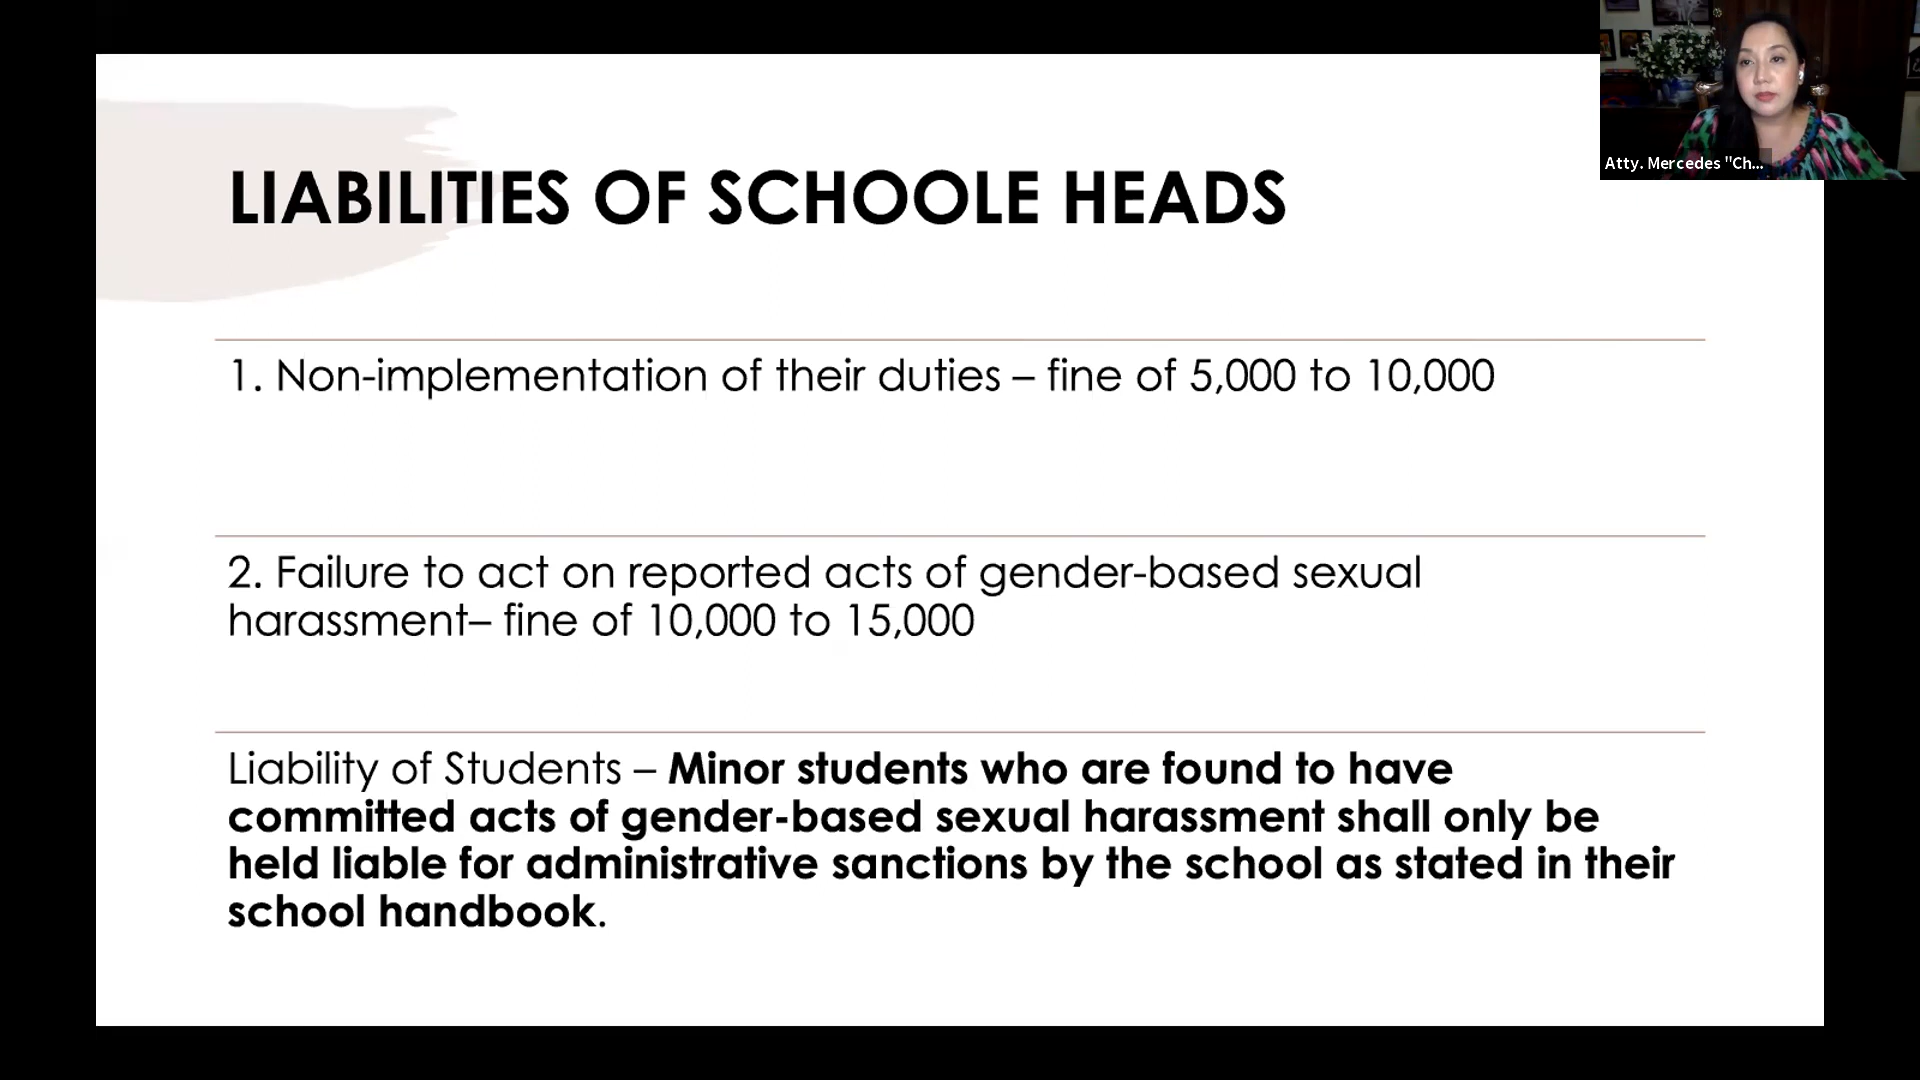 Atty. Mercedes "Ch...
LIABILITIES OF SCHOOLE HEADS
1. Non-implementation of their duties – fine of 5,000 to 10,000
2. Failure to act on reported acts of gender-based sexual
harassment– fine of 10,000 to 15,000
Liability of Students – Minor students who are found to have
committed acts of gender-based sexual harassment shall only be
held liable for administrative sanctions by the school as stated in their
school handbook.